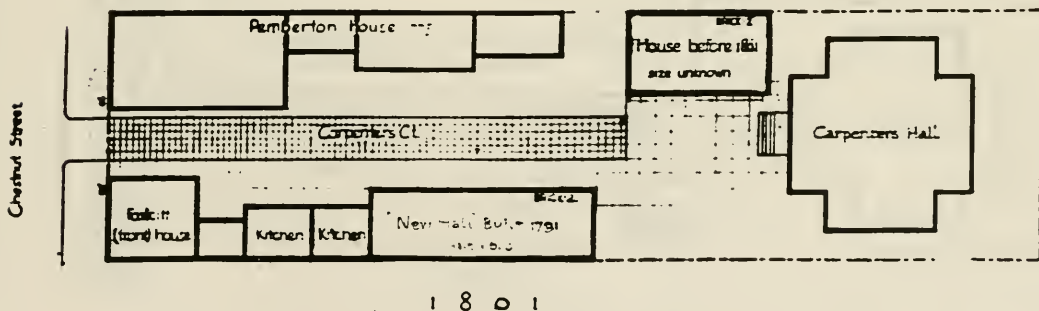 Pemberton House
House before 1801
size unknown
Chestnut Street
Carpenters Ct.
Carpenters Hall
(front) house
Kitchen
Kitchen
New Hall Built 1791
1801